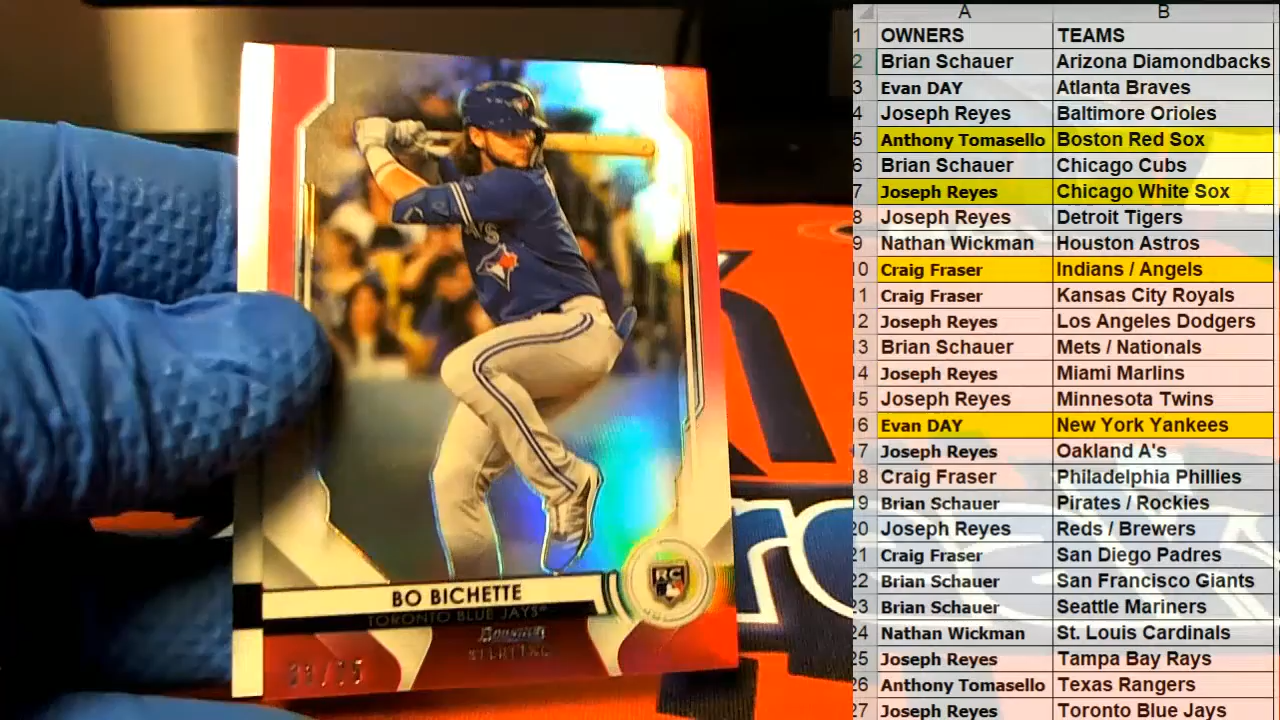 BO BICHETTE
TORONTO BLUE JAYS
BOWMAN
STERLING
RC
A B
1 OWNERS TEAMS
2 Brian Schauer Arizona Diamondbacks
3 Evan DAY Atlanta Braves
4 Joseph Reyes Baltimore Orioles
5 Anthony Tomasello Boston Red Sox
6 Brian Schauer Chicago Cubs
7 Joseph Reyes Chicago White Sox
8 Joseph Reyes Detroit Tigers
9 Nathan Wickman Houston Astros
10 Craig Fraser Indians / Angels
11 Craig Fraser Kansas City Royals
12 Joseph Reyes Los Angeles Dodgers
13 Brian Schauer Mets / Nationals
14 Joseph Reyes Miami Marlins
15 Joseph Reyes Minnesota Twins
16 Evan DAY New York Yankees
17 Joseph Reyes Oakland A's
18 Craig Fraser Philadelphia Phillies
19 Brian Schauer Pirates / Rockies
20 Joseph Reyes Reds / Brewers
21 Craig Fraser San Diego Padres
22 Brian Schauer San Francisco Giants
23 Brian Schauer Seattle Mariners
24 Nathan Wickman St. Louis Cardinals
25 Joseph Reyes Tampa Bay Rays
26 Anthony Tomasello Texas Rangers
27 Joseph Reyes Toronto Blue Jays